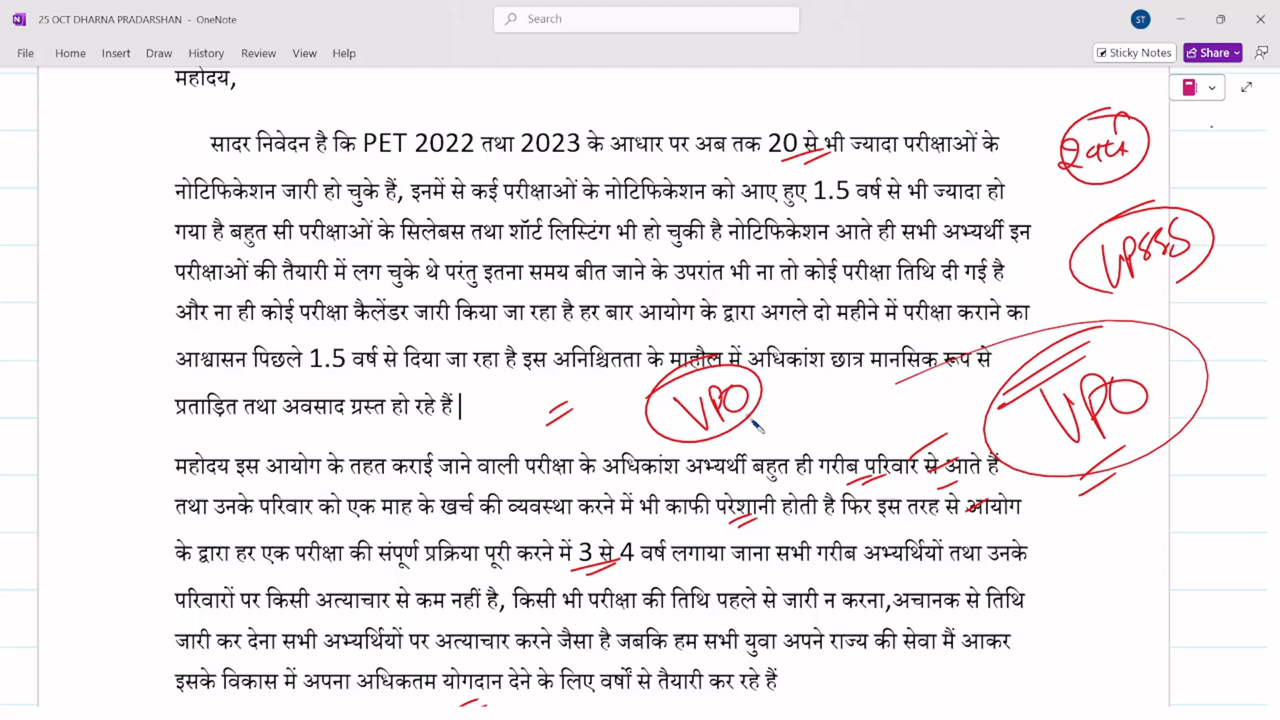 25 OCT DHARNA PRADARSHAN - OneNote
Search
ST
File Home Insert Draw History Review View Help
Sticky Notes Share
महोदय,
सादर निवेदन है कि PET 2022 तथा 2023 के आधार पर अब तक 20 से भी ज्यादा परीक्षाओं के
नोटिफिकेशन जारी हो चुके हैं, इनमें से कई परीक्षाओं के नोटिफिकेशन को आए हुए 1.5 वर्ष से भी ज्यादा हो
गया है बहुत सी परीक्षाओं के सिलेबस तथा शॉर्ट लिस्टिंग भी हो चुकी है नोटिफिकेशन आते ही सभी अभ्यर्थी इन
UPSSS
परीक्षाओं की तैयारी में लग चुके थे परंतु इतना समय बीत जाने के उपरांत भी ना तो कोई परीक्षा तिथि दी गई है
और ना ही कोई परीक्षा कैलेंडर जारी किया जा रहा है हर बार आयोग के द्वारा अगले दो महीने में परीक्षा कराने का
आश्वासन पिछले 1.5 वर्ष से दिया जा रहा है इस अनिश्चितता के माहौल में अधिकांश छात्र मानसिक रूप से
प्रताड़ित तथा अवसाद ग्रस्त हो रहे हैं|
VPO
VPO
महोदय इस आयोग के तहत कराई जाने वाली परीक्षा के अधिकांश अभ्यर्थी बहुत ही गरीब परिवार से आते हैं
तथा उनके परिवार को एक माह के खर्च की व्यवस्था करने में भी काफी परेशानी होती है फिर इस तरह से आयोग
के द्वारा हर एक परीक्षा की संपूर्ण प्रक्रिया पूरी करने में 3 से 4 वर्ष लगाया जाना सभी गरीब अभ्यर्थियों तथा उनके
परिवारों पर किसी अत्याचार से कम नहीं है, किसी भी परीक्षा की तिथि पहले से जारी न करना,अचानक से तिथि
जारी कर देना सभी अभ्यर्थियों पर अत्याचार करने जैसा है जबकि हम सभी युवा अपने राज्य की सेवा मैं आकर
इसके विकास में अपना अधिकतम योगदान देने के लिए वर्षों से तैयारी कर रहे हैं